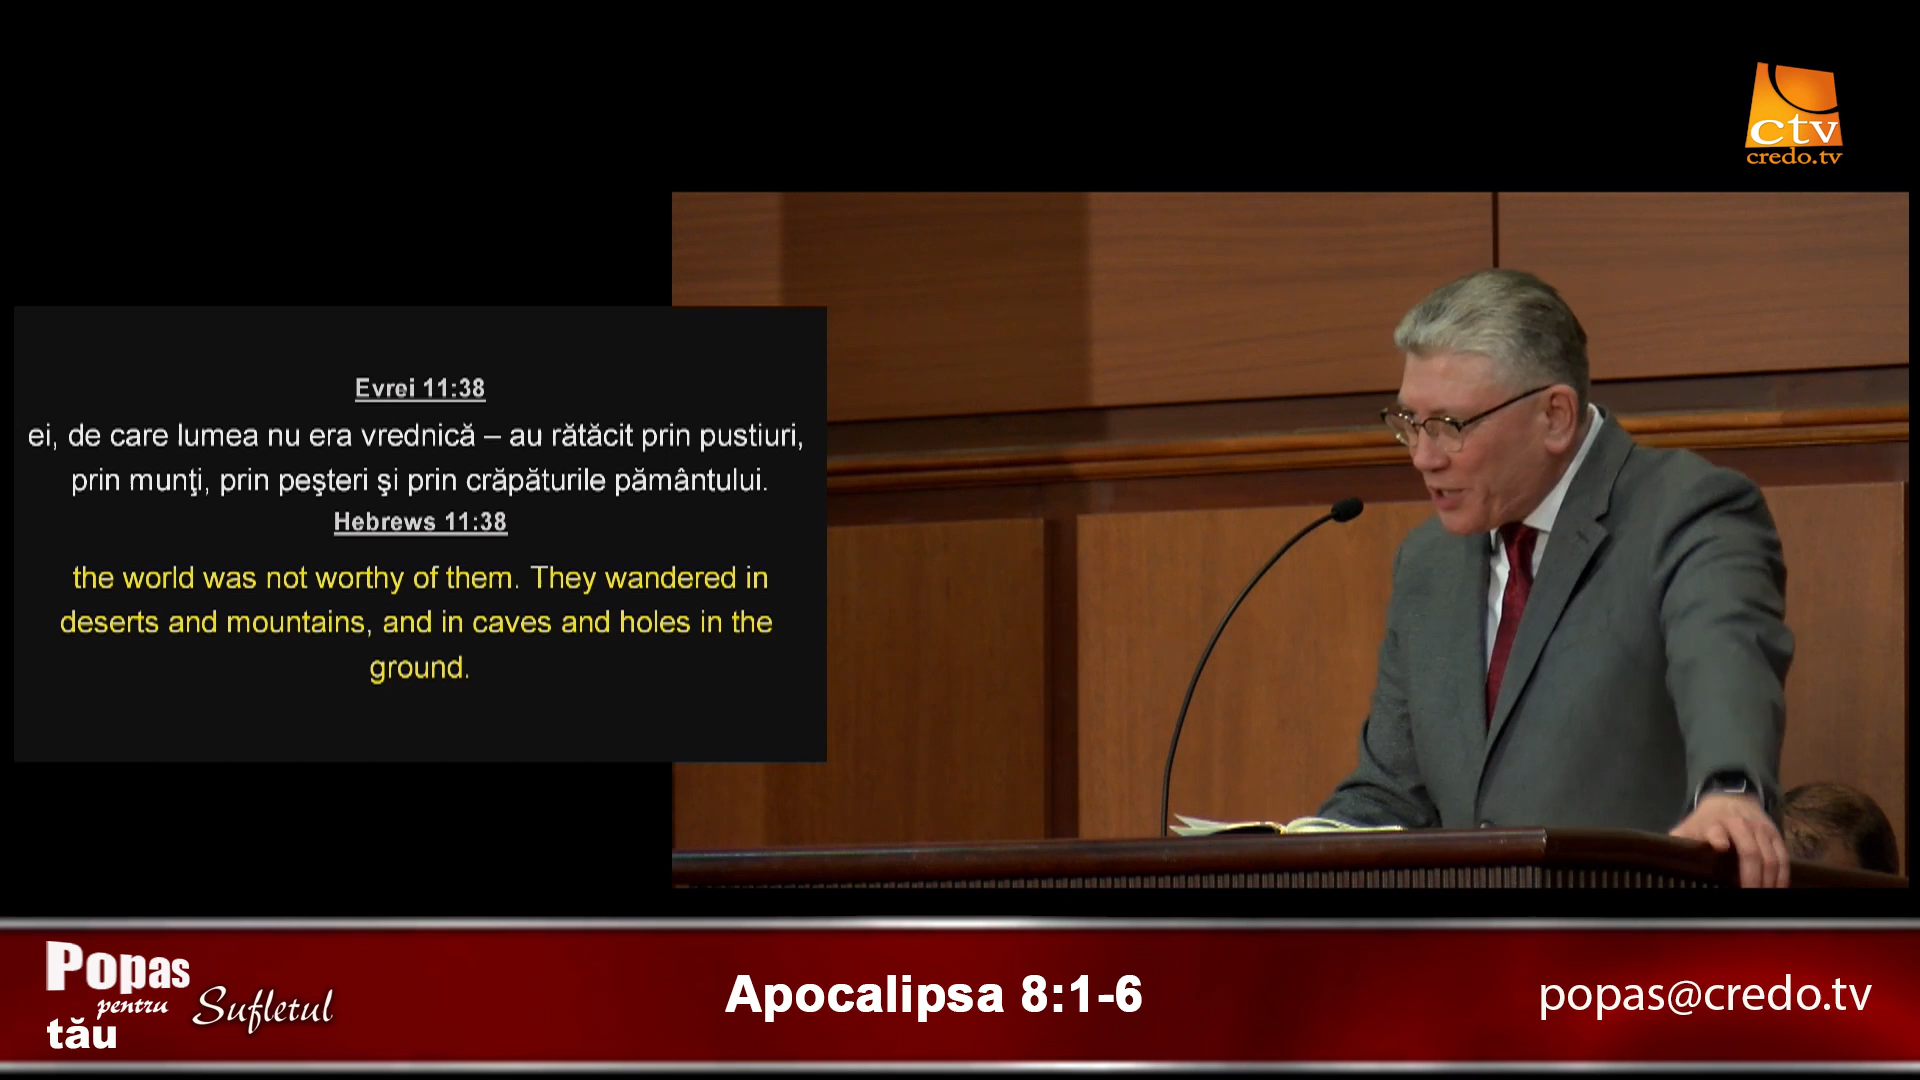 ctv
credo.tv
Evrei 11:38
ei, de care lumea nu era vrednică – au rătăcit prin pustiuri,
prin munţi, prin peşteri şi prin crăpăturile pământului.
Hebrews 11:38
the world was not worthy of them. They wandered in
deserts and mountains, and in caves and holes in the
ground.
Popas
pentru
Sufletul
tău
Apocalipsa 8:1-6
popas@credo.tv